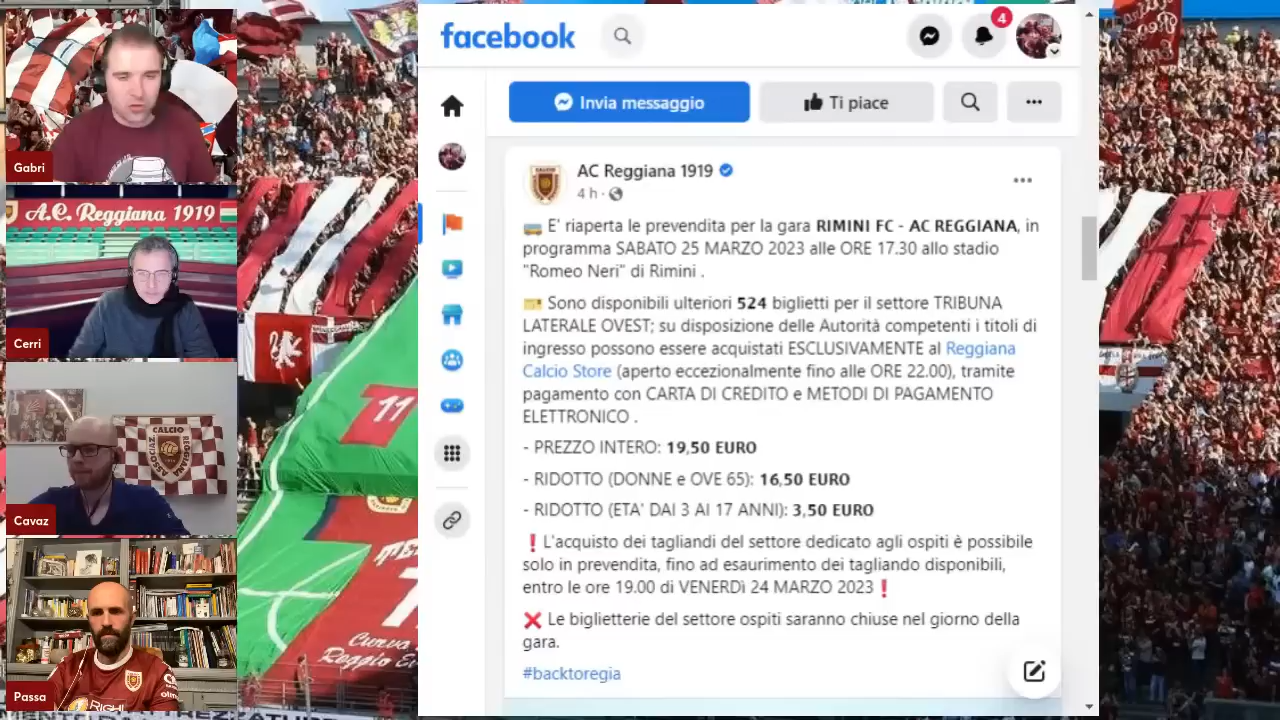 Gabri
A.C. Reggiana 1919
Cerri
CALCIO
REGGIANA
ASSOCIAZ.
Cavaz
Passa
RIGHI
11
Curva
Reggio E
facebook
4
Invia messaggio
Ti piace
AC Reggiana 1919
4 h ·
E' riaperta le prevendita per la gara RIMINI FC - AC REGGIANA, in
programma SABATO 25 MARZO 2023 alle ORE 17.30 allo stadio
"Romeo Neri" di Rimini .
Sono disponibili ulteriori 524 biglietti per il settore TRIBUNA
LATERALE OVEST; su disposizione delle Autorità competenti i titoli di
ingresso possono essere acquistati ESCLUSIVAMENTE al Reggiana
Calcio Store (aperto eccezionalmente fino alle ORE 22.00), tramite
pagamento con CARTA DI CREDITO e METODI DI PAGAMENTO
ELETTRONICO .
- PREZZO INTERO: 19,50 EURO
- RIDOTTO (DONNE e OVE 65): 16,50 EURO
- RIDOTTO (ETA' DAI 3 AI 17 ANNI): 3,50 EURO
❗L'acquisto dei tagliandi del settore dedicato agli ospiti è possibile
solo in prevendita, fino ad esaurimento dei tagliando disponibili,
entro le ore 19.00 di VENERDì 24 MARZO 2023❗
❌ Le biglietterie del settore ospiti saranno chiuse nel giorno della
gara.
#backtoregia